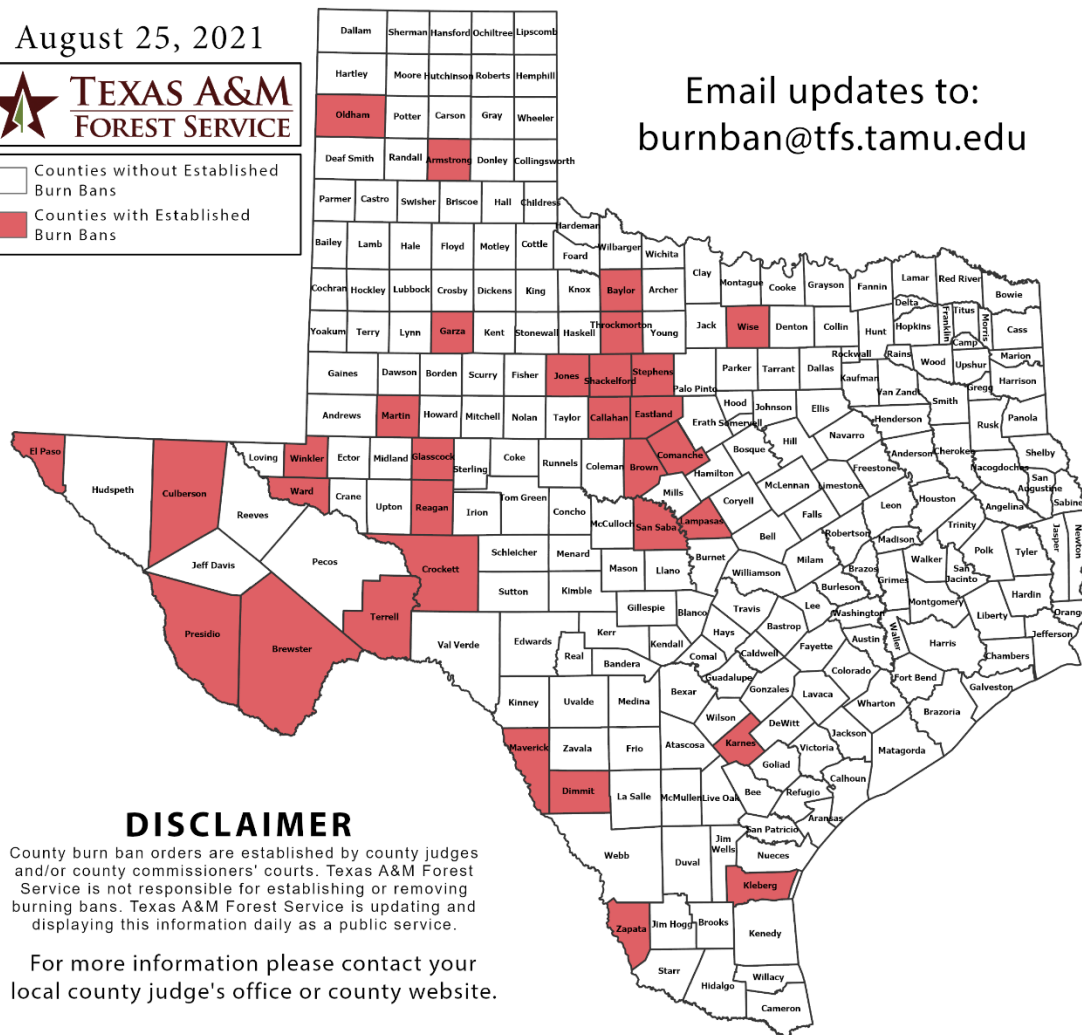 August 25, 2021
TEXAS A&M
FOREST SERVICE
Counties without Established
Burn Bans
Counties with Established
Burn Bans
Email updates to:
burnban@tfs.tamu.edu
Dallam Sherman Hansford Ochiltree Lipscomb
Hartley Moore Hutchinson Roberts Hemphill
Oldham Potter Carson Gray Wheeler
Deaf Smith Randall Armstrong Donley Collingsworth
Parmer Castro Swisher Briscoe Hall Childress
Hardeman
Bailey Lamb Hale Floyd Motley Cottle Foard Wilbarger Wichita
Cochran Hockley Lubbock Crosby Dickens King Knox Baylor Archer Clay Montague Cooke Grayson Fannin Lamar Red River Bowie
Yoakum Terry Lynn Garza Kent Stonewall Haskell Throckmorton Young Jack Wise Denton Collin Hunt Delta Hopkins Franklin Titus Morris Cass
Camp
Gaines Dawson Borden Scurry Fisher Jones Shackelford Stephens Palo Pinto Parker Tarrant Dallas Rockwall Kaufman Rains Wood Upshur Marion
Van Zandt Gregg Harrison
Andrews Martin Howard Mitchell Nolan Taylor Callahan Eastland Erath Hood Somervell Johnson Ellis Henderson Smith Rusk Panola
El Paso Hudspeth Culberson Loving Winkler Ector Midland Glasscock Sterling Coke Runnels Coleman Brown Comanche Hamilton Bosque Hill Navarro Anderson Cherokee Shelby
Freestone Nacogdoches San Augustine Sabine
Reeves Ward Crane Upton Reagan Irion Tom Green Concho McCulloch Mills San Saba Lampasas Coryell McLennan Limestone Leon Houston Angelina
Jeff Davis Pecos Crockett Schleicher Menard Mason Llano Burnet Bell Falls Robertson Madison Trinity Polk Tyler Jasper Newton
Presidio Brewster Terrell Sutton Kimble Gillespie Blanco Williamson Milam Brazos Grimes Walker San Jacinto Hardin
Burleson Montgomery Liberty Orange
Val Verde Edwards Real Kerr Bandera Kendall Comal Hays Travis Bastrop Lee Washington Austin Waller Harris Chambers Jefferson
Caldwell Fayette
Kinney Uvalde Medina Bexar Guadalupe Gonzales Lavaca Colorado Fort Bend Galveston
Wilson DeWitt Wharton Brazoria
Maverick Zavala Frio Atascosa Karnes Goliad Victoria Jackson Matagorda
Dimmit La Salle McMullen Live Oak Bee Refugio Calhoun
Aransas
San Patricio
Webb Duval Jim Wells Nueces
Kleberg
Zapata Jim Hogg Brooks Kenedy
Starr Hidalgo Willacy
Cameron
DISCLAIMER
County burn ban orders are established by county judges
and/or county commissioners' courts. Texas A&M Forest
Service is not responsible for establishing or removing
burning bans. Texas A&M Forest Service is updating and
displaying this information daily as a public service.
For more information please contact your
local county judge's office or county website.